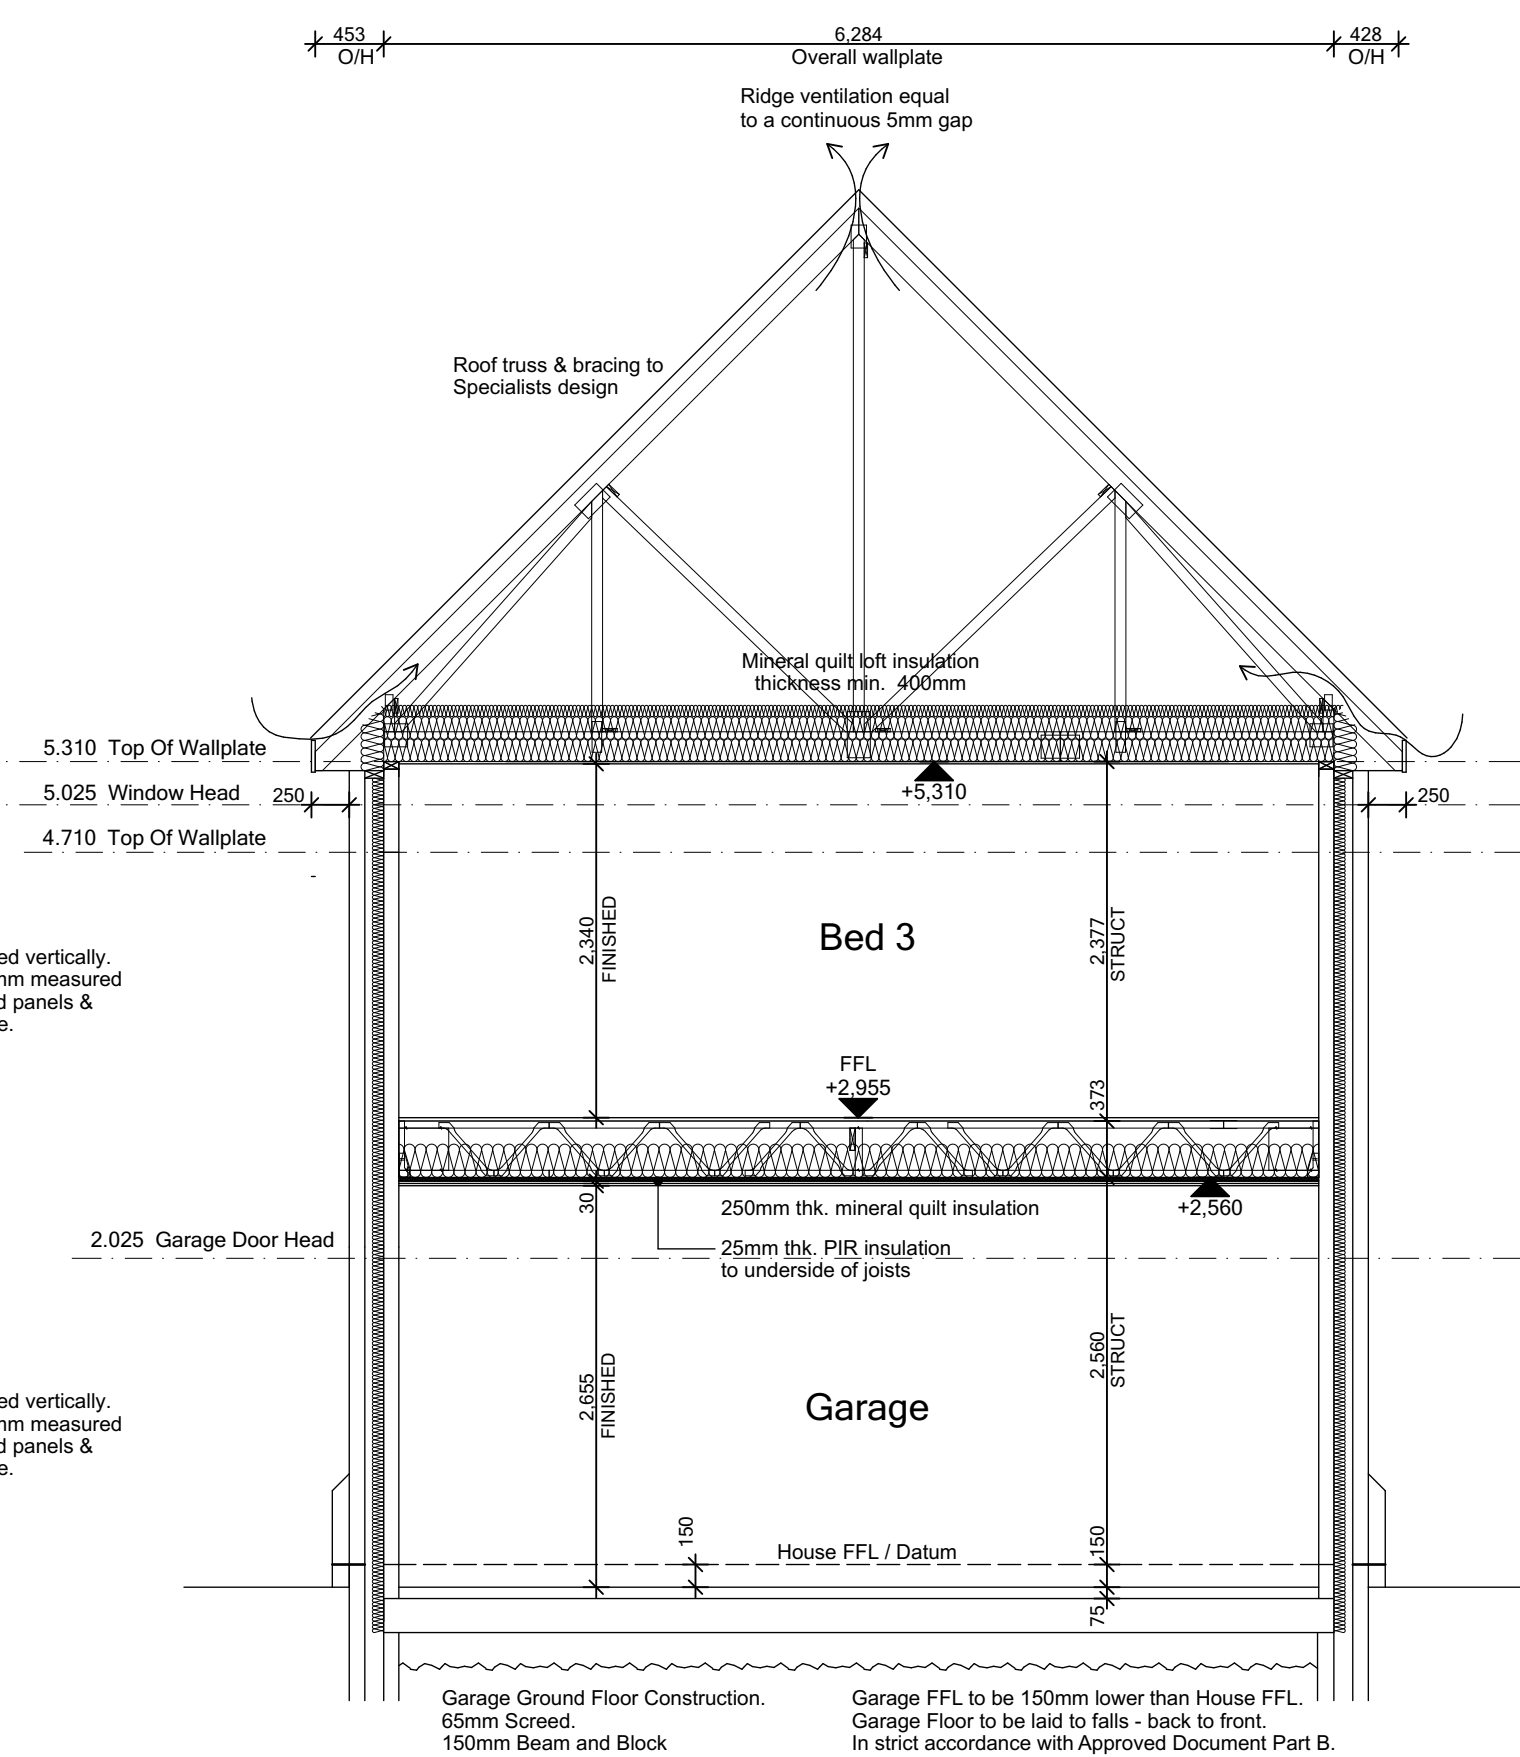 453
6,284
428
O/H
Overall wallplate
O/H
Ridge ventilation equal
to a continuous 5mm gap
Roof truss & bracing to
Specialists design
Mineral quilt loft insulation
thickness min. 400mm
5.310 Top Of Wallplate
5.025 Window Head
250
+5,310
250
4.710 Top Of Wallplate
-
2,340
FINISHED
Bed 3
2,377
STRUCT
ed vertically.
mm measured
d panels &
e.
FFL
+2,955
373
30
250mm thk. mineral quilt insulation
+2,560
2.025 Garage Door Head
25mm thk. PIR insulation
to underside of joists
2,655
FINISHED
Garage
2,560
STRUCT
ed vertically.
mm measured
d panels &
e.
150
House FFL / Datum
150
75
Garage Ground Floor Construction.
65mm Screed.
150mm Beam and Block
Garage FFL to be 150mm lower than House FFL.
Garage Floor to be laid to falls - back to front.
In strict accordance with Approved Document Part B.